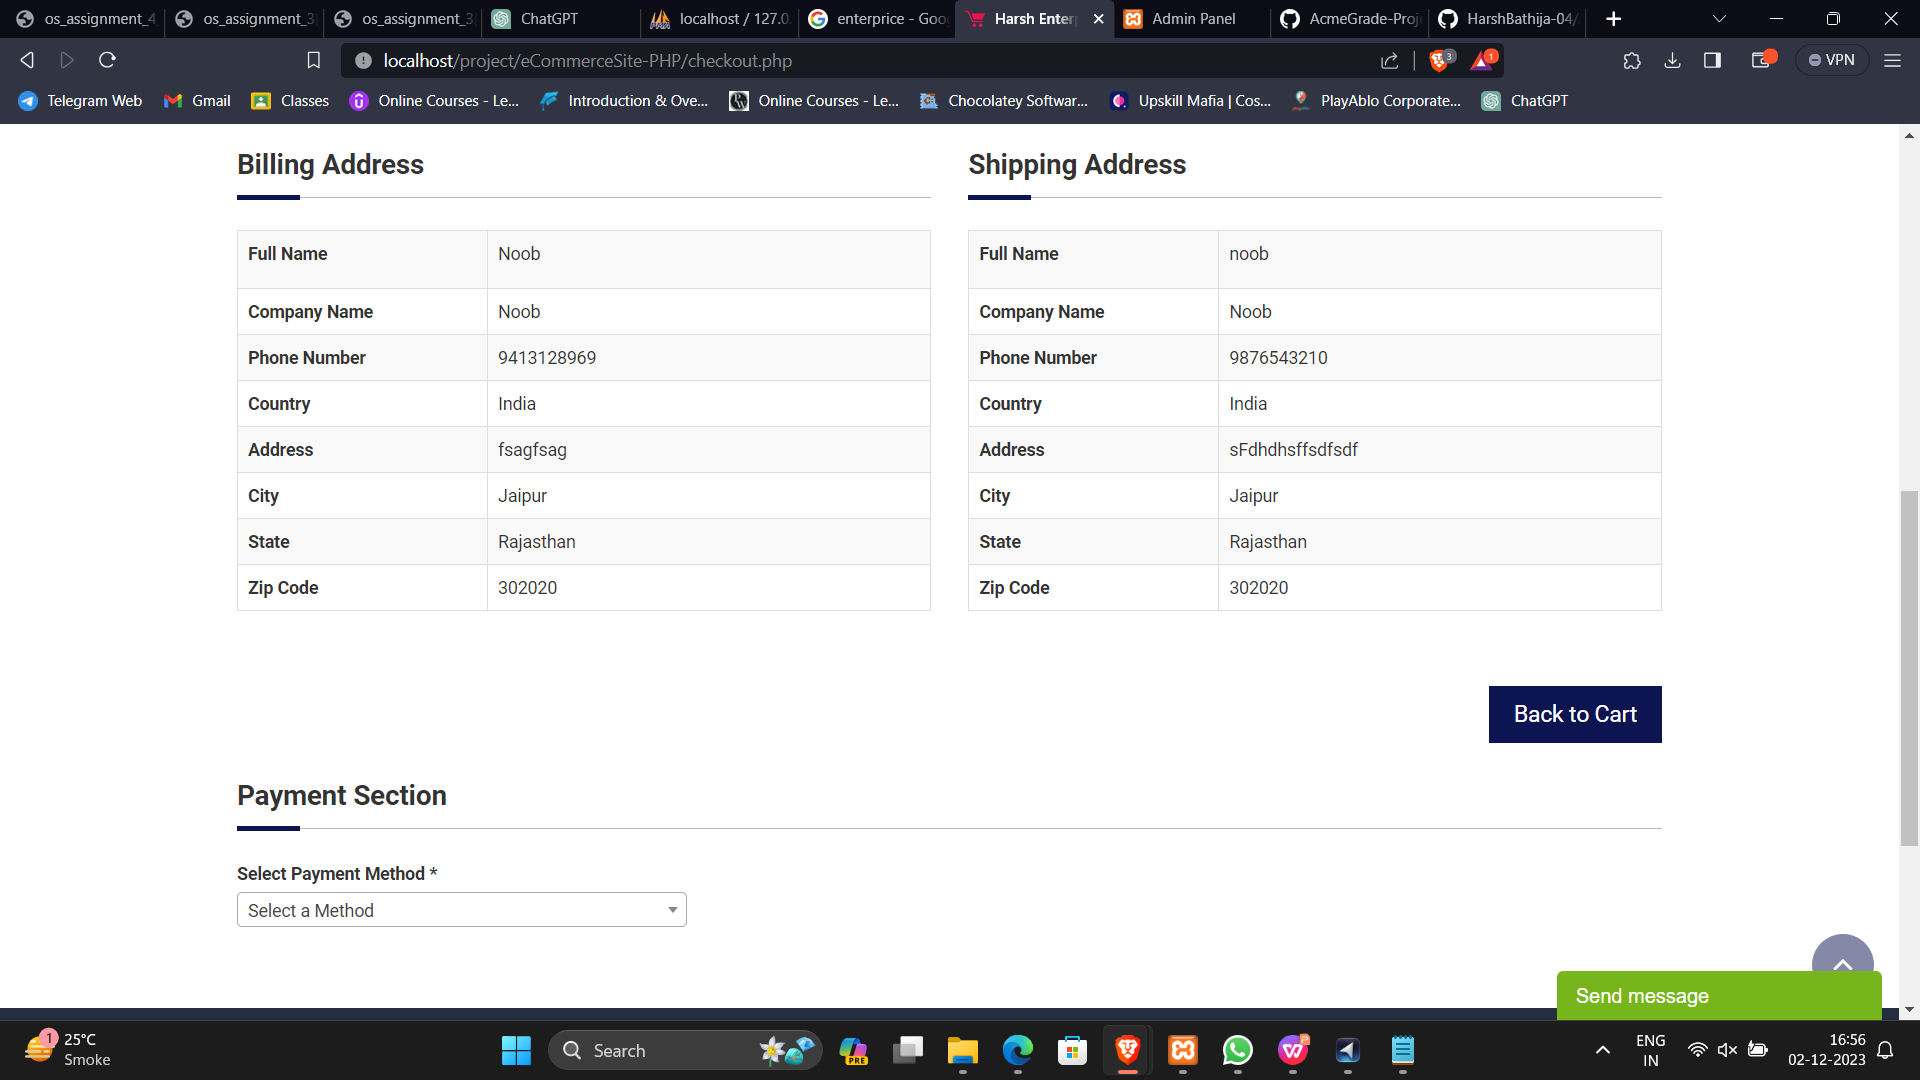 os_assignment_4
os_assignment_3
os_assignment_3
ChatGPT
localhost / 127.0.
enterprice - Goo
Harsh Enter
Admin Panel
AcmeGrade-Proj
HarshBathija-04/
localhost/project/eCommerceSite-PHP/checkout.php
3
1
VPN
Telegram Web
Gmail
Classes
Online Courses - Le...
Introduction & Ove...
Online Courses - Le...
Chocolatey Softwar...
Upskill Mafia | Cos...
PlayAblo Corporate...
ChatGPT
Billing Address
Full Name Noob
Company Name Noob
Phone Number 9413128969
Country India
Address fsagfsag
City Jaipur
State Rajasthan
Zip Code 302020
Shipping Address
Full Name noob
Company Name Noob
Phone Number 9876543210
Country India
Address sFdhdhsffsdfsdf
City Jaipur
State Rajasthan
Zip Code 302020
Back to Cart
Payment Section
Select Payment Method *
Select a Method
Send message
1
25°C
Smoke
Search
PRE
ENG
IN
16:56
02-12-2023